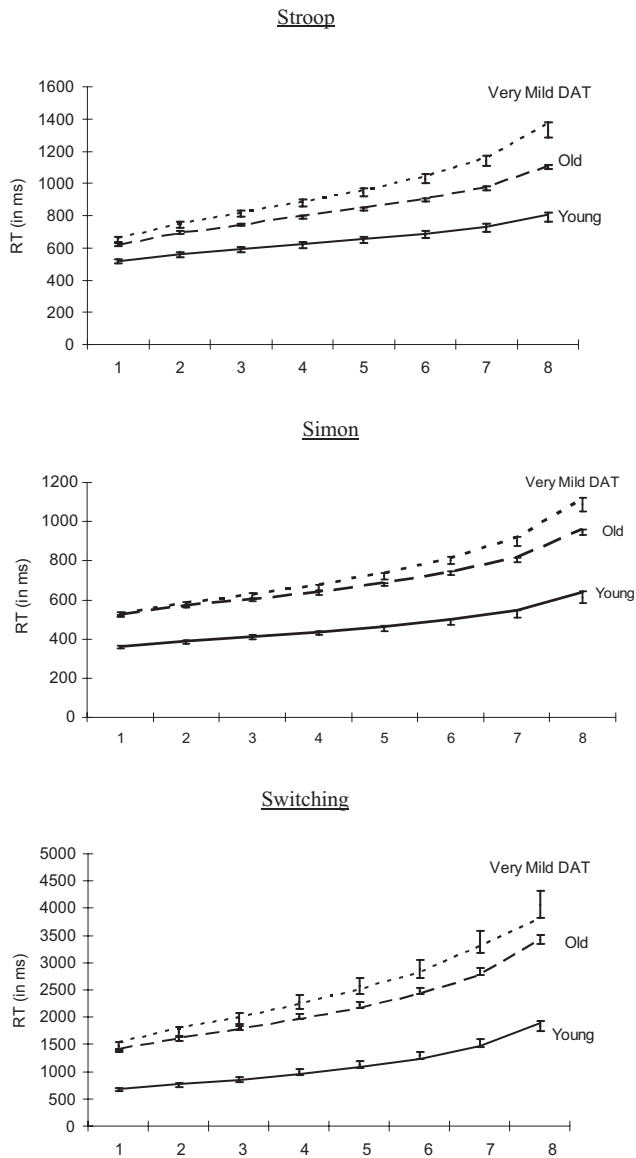 Stroop
1600
1400
1200
1000
800
600
400
200
0
RT (in ms)
Very Mild DAT
Old
Young
1 2 3 4 5 6 7 8
Simon
1200
1000
800
600
400
200
0
RT (in ms)
Very Mild DAT
Old
Young
1 2 3 4 5 6 7 8
Switching
5000
4500
4000
3500
3000
2500
2000
1500
1000
500
0
RT (in ms)
Very Mild DAT
Old
Young
1 2 3 4 5 6 7 8